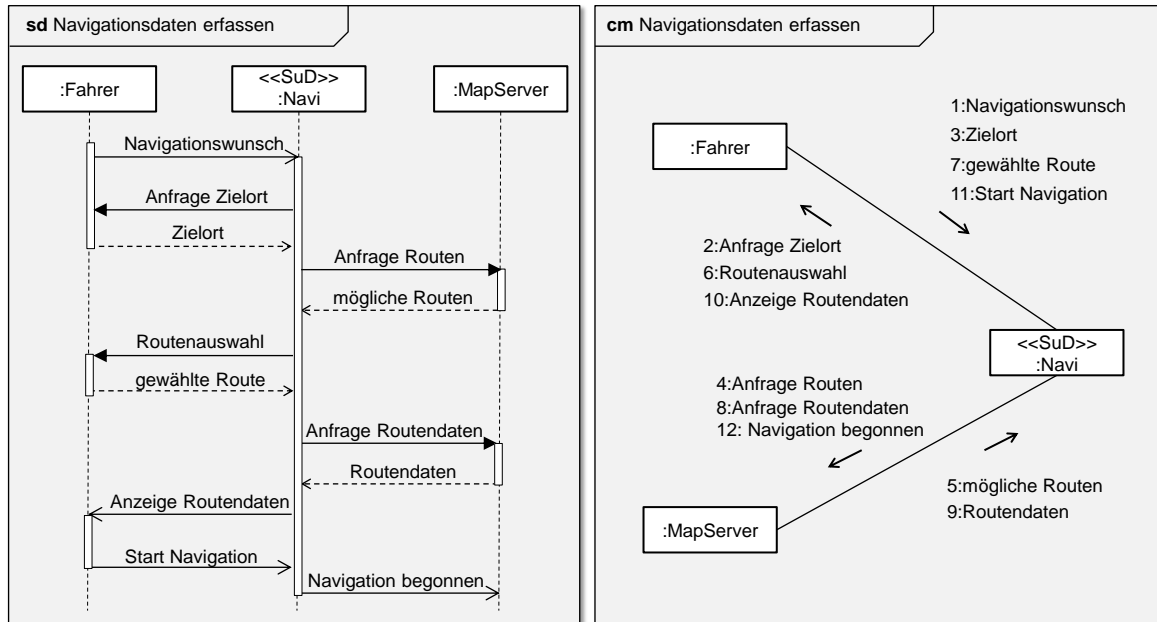 sd Navigationsdaten erfassen
:Fahrer
<<SuD>>
:Navi
:MapServer
Navigationswunsch
Anfrage Zielort
Zielort
Anfrage Routen
mögliche Routen
Routenauswahl
gewählte Route
Anfrage Routendaten
Routendaten
Anzeige Routendaten
Start Navigation
Navigation begonnen
cm Navigationsdaten erfassen
1:Navigationswunsch
3:Zielort
7:gewählte Route
11:Start Navigation
:Fahrer
2:Anfrage Zielort
6:Routenauswahl
10:Anzeige Routendaten
<<SuD>>
:Navi
4:Anfrage Routen
8:Anfrage Routendaten
12: Navigation begonnen
5:mögliche Routen
9:Routendaten
:MapServer